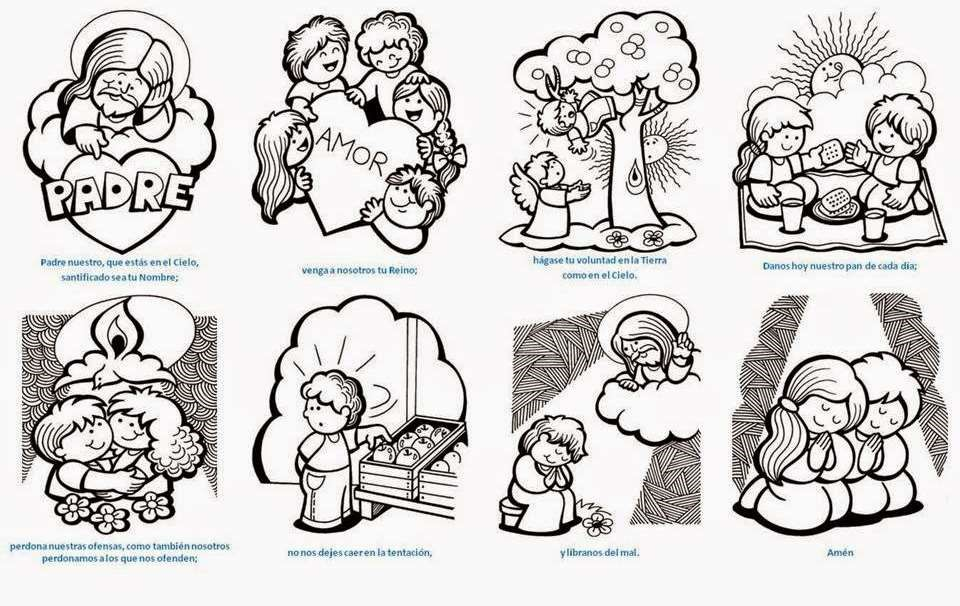 PADRE
AMOR
Padre nuestro, que estás en el Cielo,
santificado sea tu Nombre;
venga a nosotros tu Reino;
hágase tu voluntad en la Tierra
como en el Cielo.
Danos hoy nuestro pan de cada día;
perdona nuestras ofensas, como también nosotros
perdonamos a los que nos ofenden;
no nos dejes caer en la tentación,
y líbranos del mal.
Amén